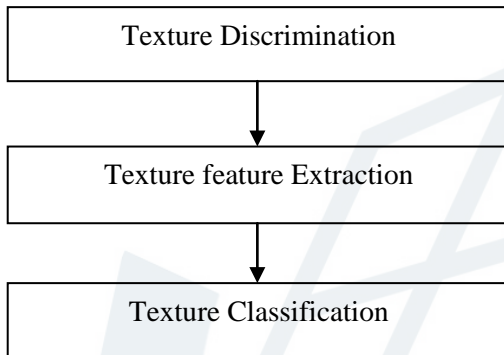 Texture Discrimination
Texture feature Extraction
Texture Classification